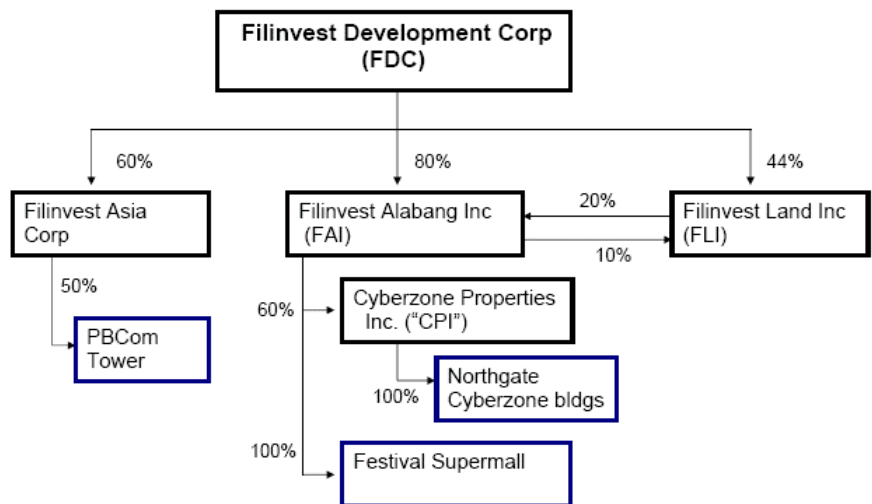 Filinvest Development Corp
(FDC)
60%
80%
44%
Filinvest Asia
Corp
Filinvest Alabang Inc
(FAI)
20%
10%
Filinvest Land Inc
(FLI)
50%
PBCom
Tower
60%
Cyberzone Properties
Inc. (“CPI”)
100%
Northgate
Cyberzone bldgs
100%
Festival Supermall